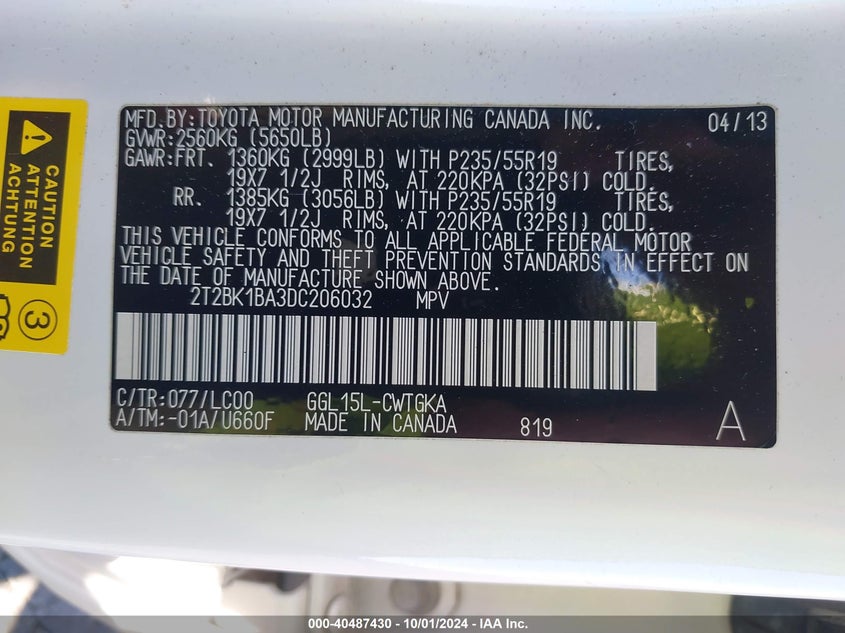 CAUTION
ATTENTION
ACHTUNG
3
MFD.BY:TOYOTA MOTOR MANUFACTURING CANADA INC. 04/13
GVWR:2560KG (5650LB)
GAWR:FRT. 1360KG (2999LB) WITH P235/55R19 TIRES,
19X7 1/2J RIMS, AT 220KPA (32PSI) COLD.
RR. 1385KG (3056LB) WITH P235/55R19 TIRES,
19X7 1/2J RIMS, AT 220KPA (32PSI) COLD.
THIS VEHICLE CONFORMS TO ALL APPLICABLE FEDERAL MOTOR
VEHICLE SAFETY AND THEFT PREVENTION STANDARDS IN EFFECT ON
THE DATE OF MANUFACTURE SHOWN ABOVE.
2T2BK1BA3DC206032 MPV
C/TR:077/LC00 GGL15L-CWTGKA
A/TM:-01A/U660F MADE IN CANADA 819 A
000-40487430 - 10/01/2024 - IAA Inc.